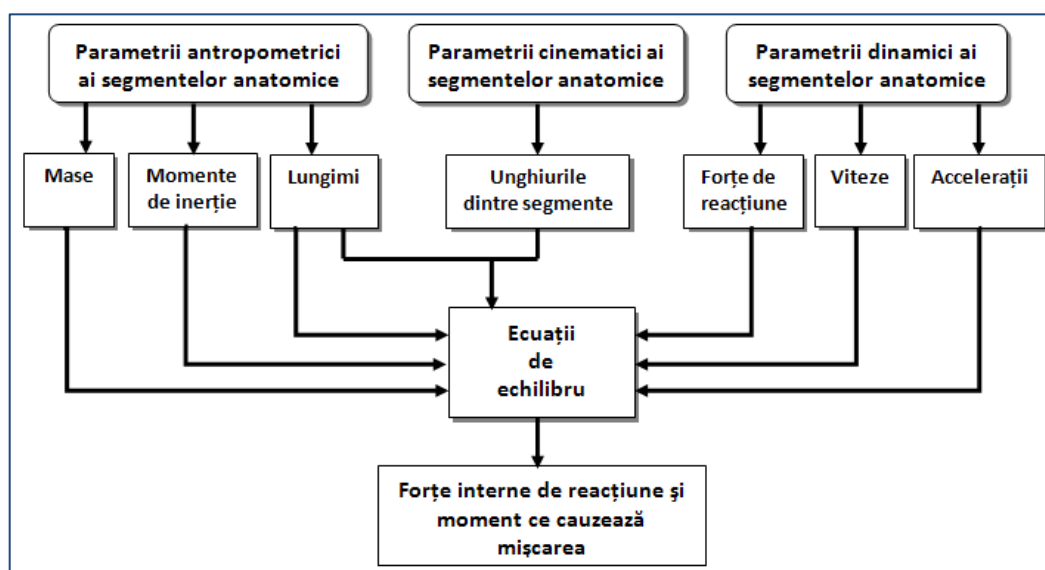 Parametrii antropometrici
ai segmentelor anatomice
Parametrii cinematici ai
segmentelor anatomice
Parametrii dinamici ai
segmentelor anatomice
Mase
Momente
de inerție
Lungimi
Unghiurile
dintre segmente
Forțe de
reacțiune
Viteze
Accelerații
Ecuații
de
echilibru
Forțe interne de reacțiune şi
moment ce cauzează
mişcarea